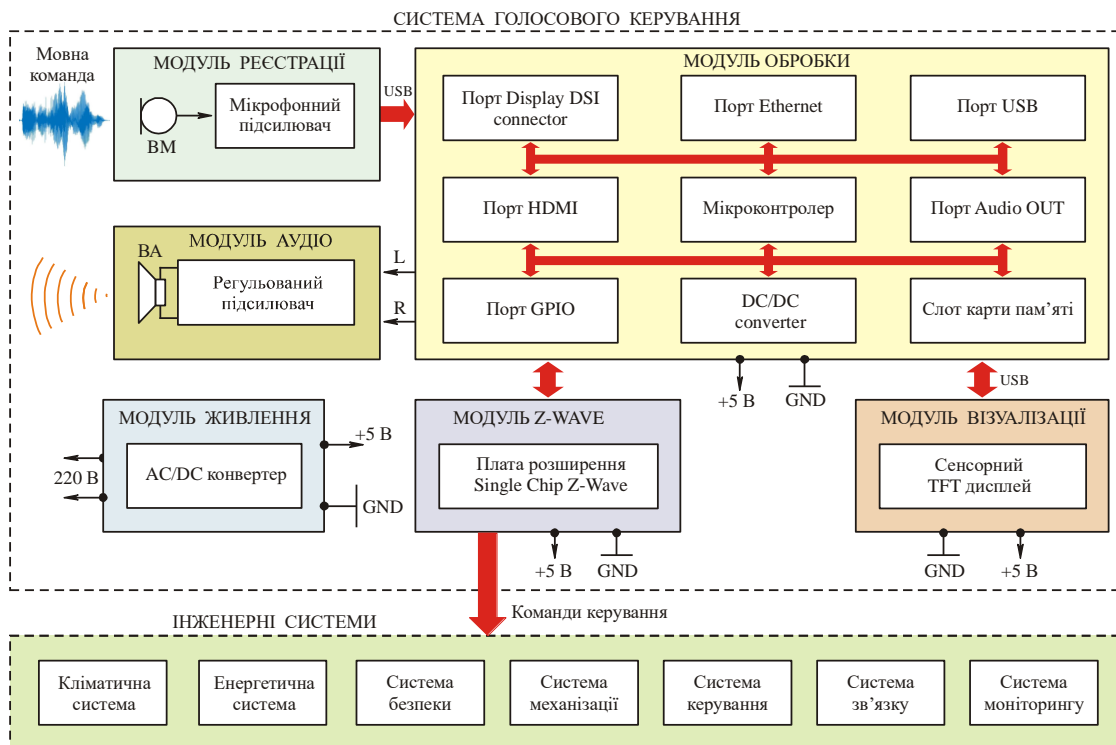 СИСТЕМА ГОЛОСОВОГО КЕРУВАННЯ
Мовна
команда
МОДУЛЬ РЕЄСТРАЦІЇ
ВМ
Мікрофонний
підсилювач
USB
МОДУЛЬ ОБРОБКИ
Порт Display DSI
connector
Порт Ethernet
Порт USB
Порт HDMI
Мікроконтролер
Порт Audio OUT
Порт GPIO
DC/DC
converter
Слот карти пам’яті
МОДУЛЬ АУДІО
ВА
Регульований
підсилювач
L
R
+5 В
GND
USB
МОДУЛЬ ЖИВЛЕННЯ
AC/DC конвертер
220 В
+5 В
GND
МОДУЛЬ Z-WAVE
Плата розширення
Single Chip Z-Wave
+5 В
GND
МОДУЛЬ ВІЗУАЛІЗАЦІЇ
Сенсорний
TFT дисплей
GND
+5 В
Команди керування
ІНЖЕНЕРНІ СИСТЕМИ
Кліматична
система
Енергетична
система
Система
безпеки
Система
механізації
Система
керування
Система
зв’язку
Система
моніторингу